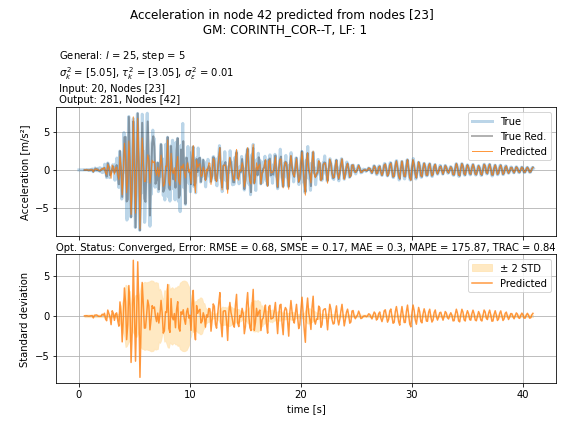 Acceleration in node 42 predicted from nodes [23]
GM: CORINTH_COR--T, LF: 1
General: l = 25, step = 5
σ²ₖ = [5.05], τ²ₖ = [3.05], σ²ε = 0.01
Input: 20, Nodes [23]
Output: 281, Nodes [42]
Acceleration [m/s²]
5
0
−5
True
True Red.
Predicted
Opt. Status: Converged, Error: RMSE = 0.68, SMSE = 0.17, MAE = 0.3, MAPE = 175.87, TRAC = 0.84
Standard deviation
5
0
−5
± 2 STD
Predicted
0
10
20
30
40
time [s]